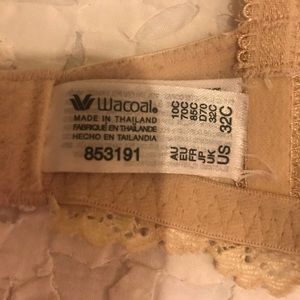 Wacoal®
MADE IN THAILAND
FABRIQUÉ EN THAÏLANDE
HECHO EN TAILANDIA
853191
AU 10C
EU 70C
FR 85C
JP D70
UK 32C
US 32C